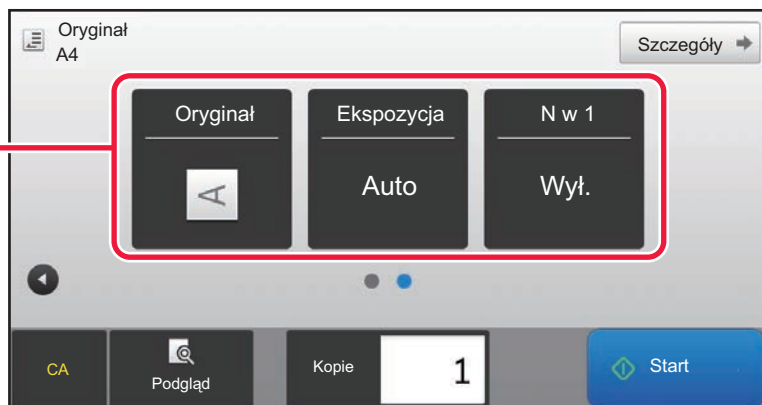 Oryginał
A4
Szczegóły
Oryginał
Ekspozycja
N w 1
A
Auto
Wył.
CA
Podgląd
Kopie
1
Start